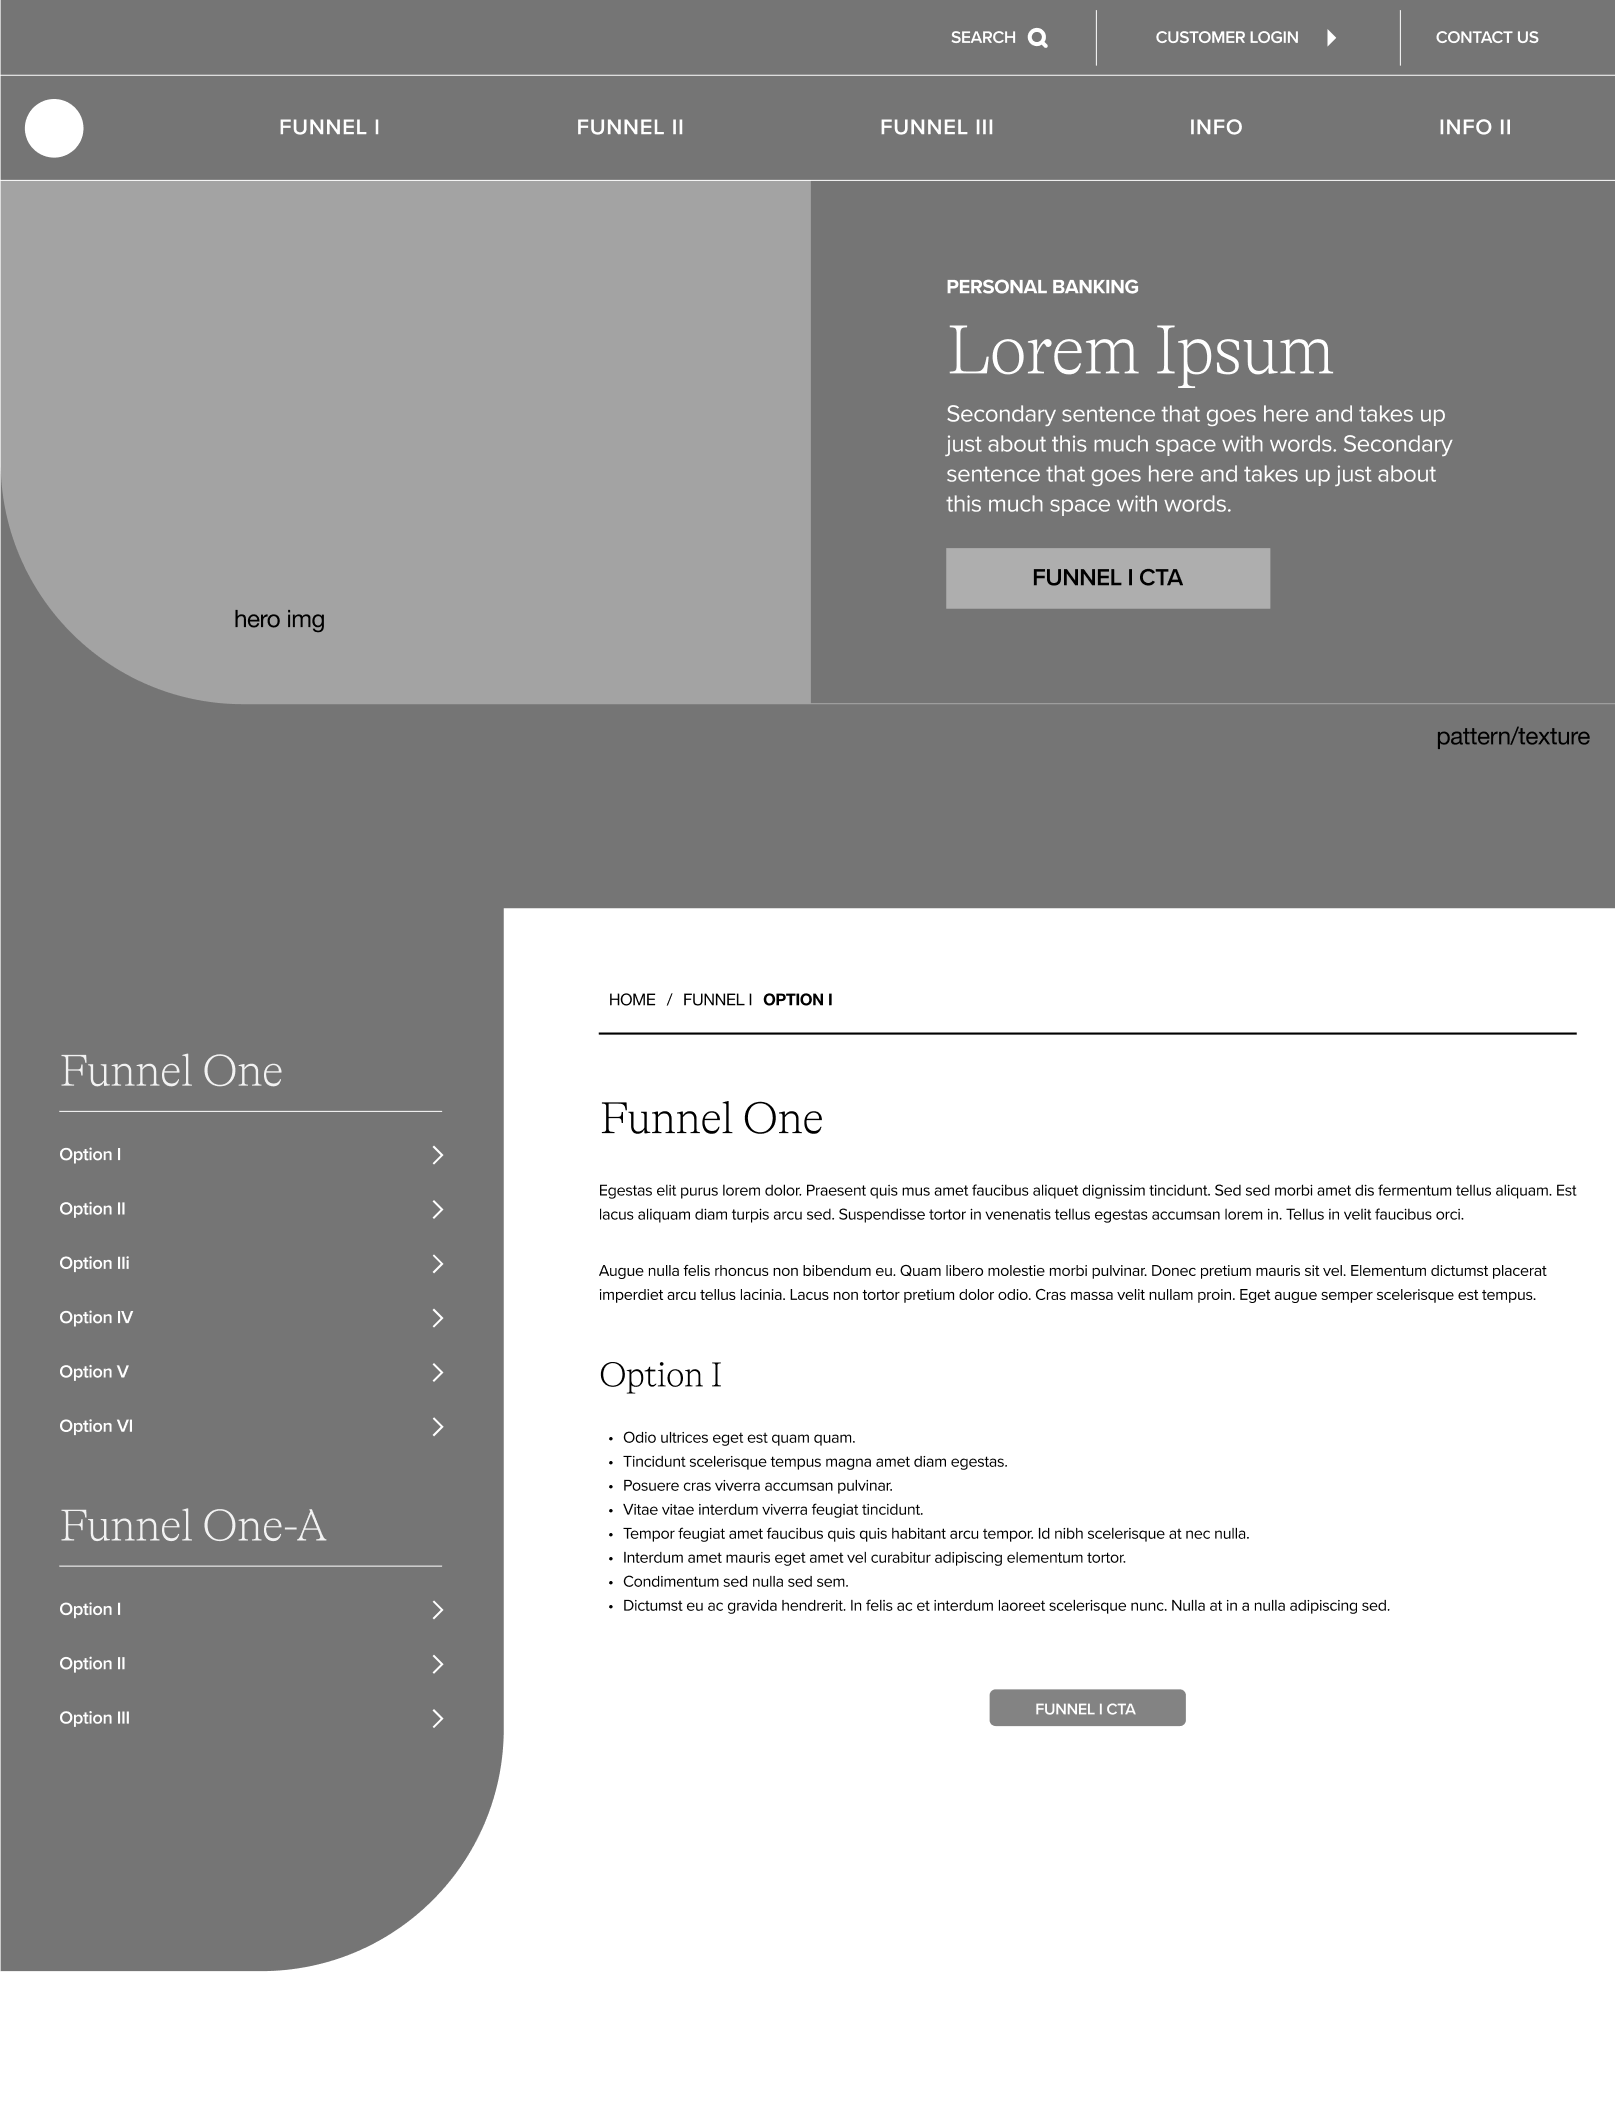 SEARCH
CUSTOMER LOGIN
CONTACT US
FUNNEL I
FUNNEL II
FUNNEL III
INFO
INFO II
PERSONAL BANKING
Lorem Ipsum
Secondary sentence that goes here and takes up
just about this much space with words. Secondary
sentence that goes here and takes up just about
this much space with words.
FUNNEL I CTA
hero img
pattern/texture
Funnel One
Option I
Option II
Option IIi
Option IV
Option V
Option VI
Funnel One-A
Option I
Option II
Option III
HOME / FUNNEL I OPTION I
Funnel One
Egestas elit purus lorem dolor. Praesent quis mus amet faucibus aliquet dignissim tincidunt. Sed sed morbi amet dis fermentum tellus aliquam. Est
lacus aliquam diam turpis arcu sed. Suspendisse tortor in venenatis tellus egestas accumsan lorem in. Tellus in velit faucibus orci.
Augue nulla felis rhoncus non bibendum eu. Quam libero molestie morbi pulvinar. Donec pretium mauris sit vel. Elementum dictumst placerat
imperdiet arcu tellus lacinia. Lacus non tortor pretium dolor odio. Cras massa velit nullam proin. Eget augue semper scelerisque est tempus.
Option I
• Odio ultrices eget est quam quam.
• Tincidunt scelerisque tempus magna amet diam egestas.
• Posuere cras viverra accumsan pulvinar.
• Vitae vitae interdum viverra feugiat tincidunt.
• Tempor feugiat amet faucibus quis quis habitant arcu tempor. Id nibh scelerisque at nec nulla.
• Interdum amet mauris eget amet vel curabitur adipiscing elementum tortor.
• Condimentum sed nulla sed sem.
• Dictumst eu ac gravida hendrerit. In felis ac et interdum laoreet scelerisque nunc. Nulla at in a nulla adipiscing sed.
FUNNEL I CTA